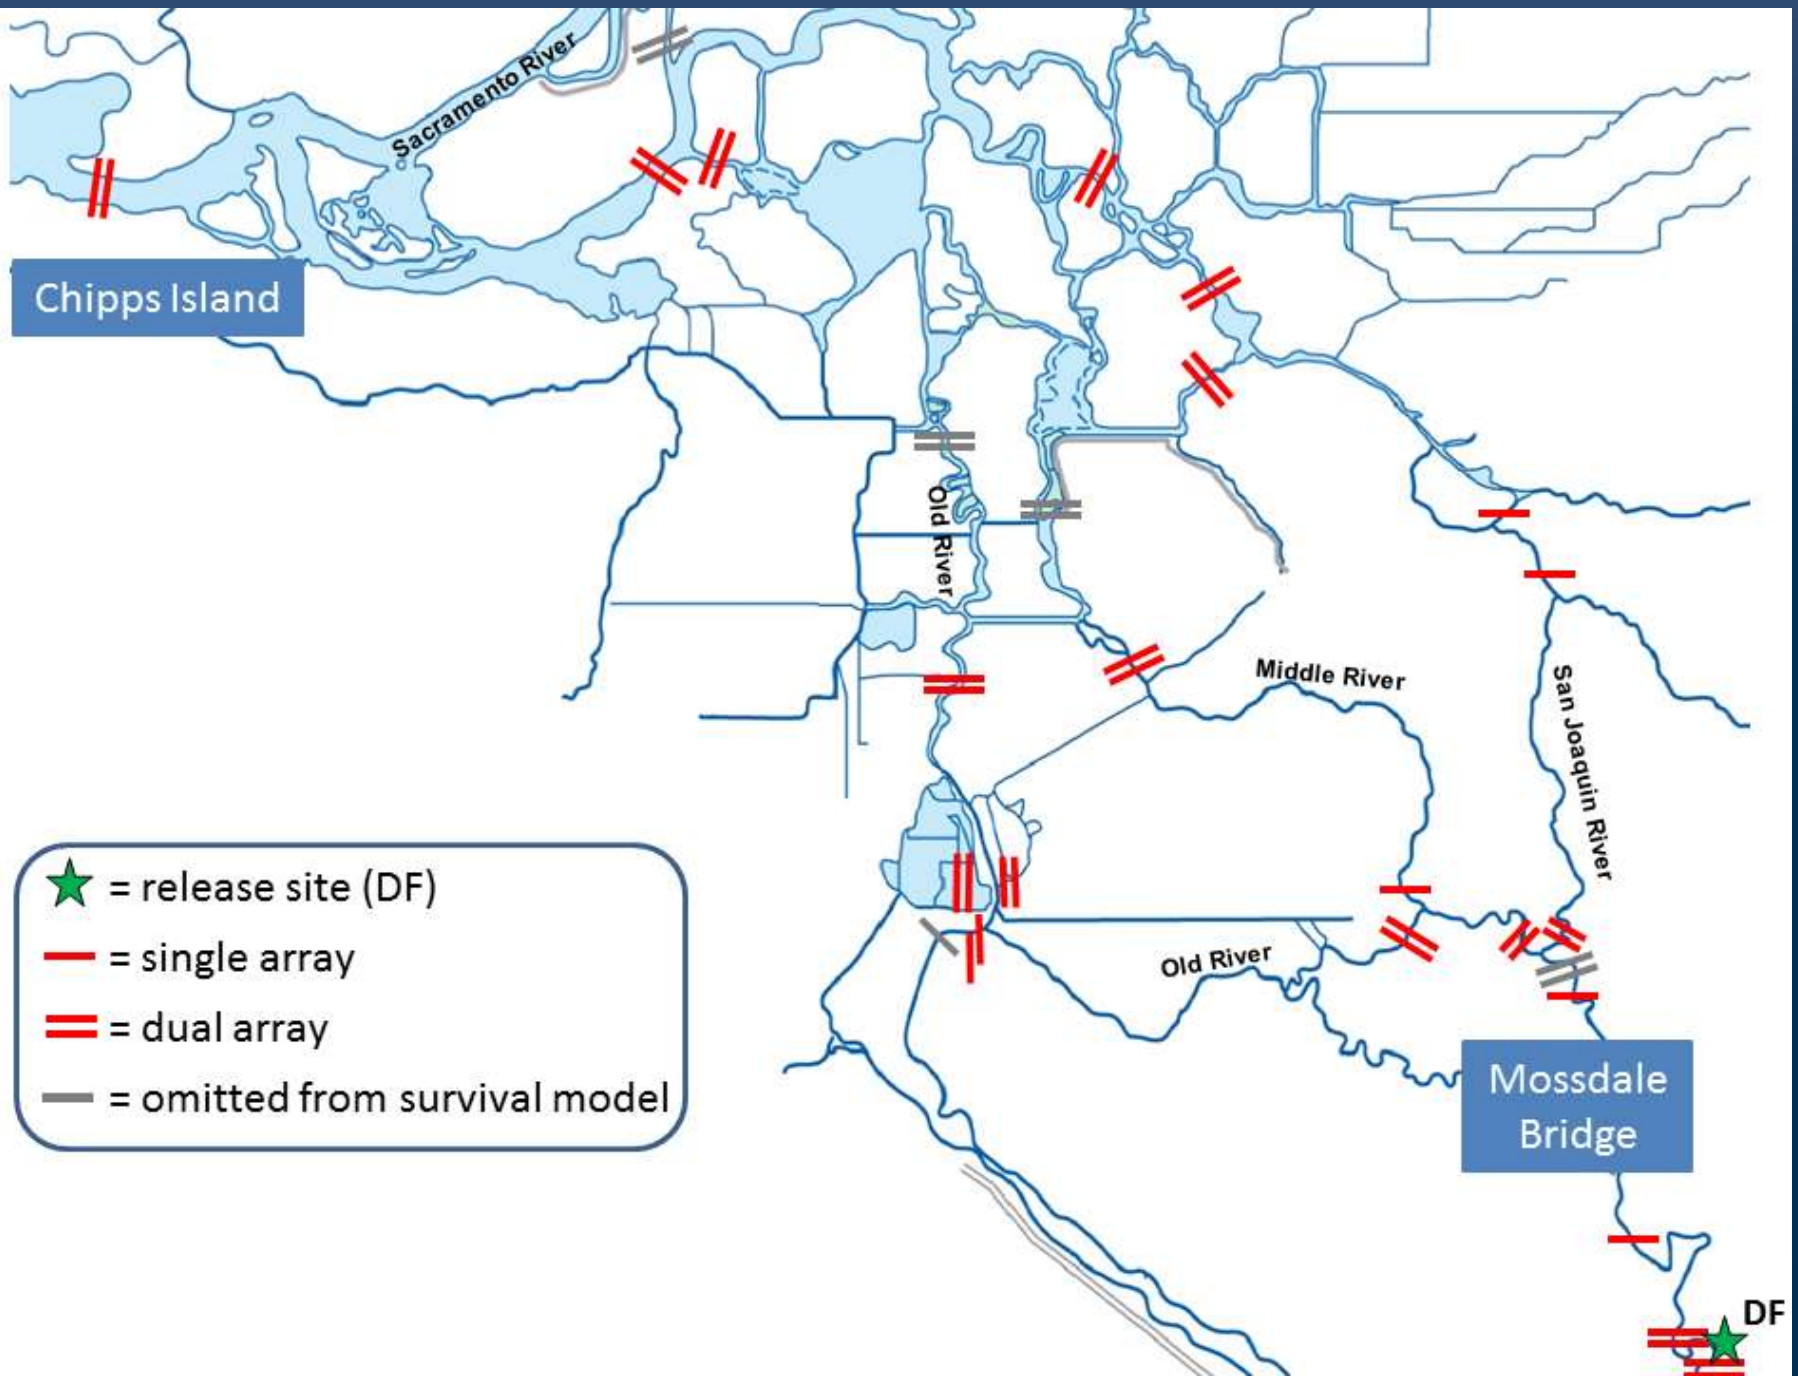 Sacramento River
Chipps Island
Old River
Middle River
San Joaquin River
= release site (DF)
= single array
= dual array
= omitted from survival model
Old River
Mossdale
Bridge
DF